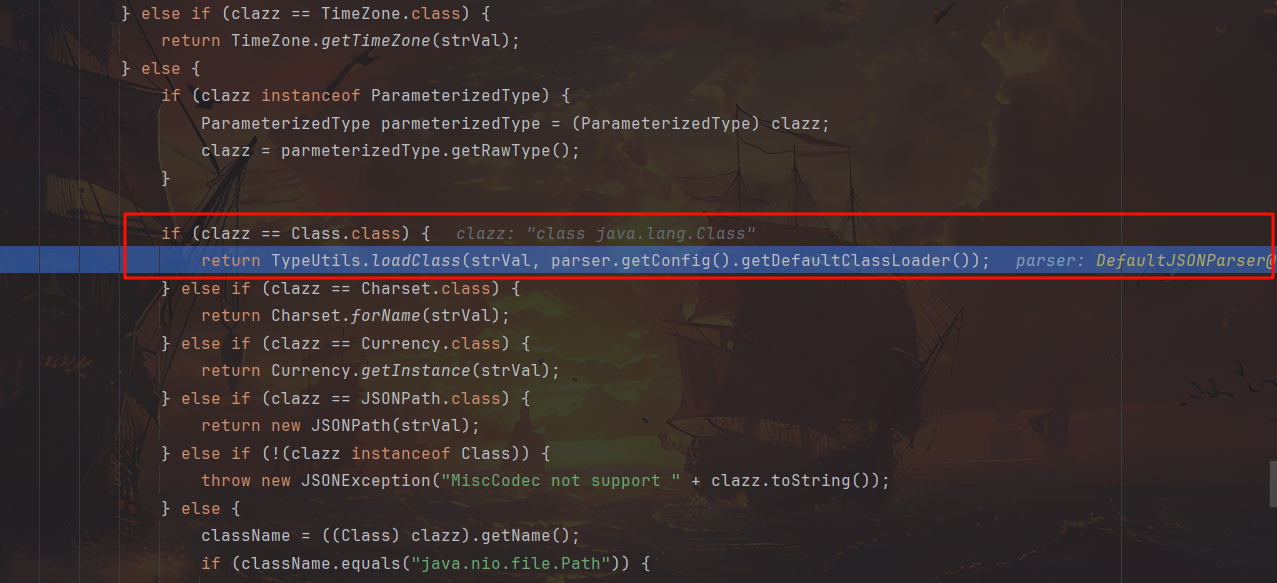 } else if (clazz == TimeZone.class) {
return TimeZone.getTimeZone(strVal);
} else {
if (clazz instanceof ParameterizedType) {
ParameterizedType parmeterizedType = (ParameterizedType) clazz;
clazz = parmeterizedType.getRawType();
}
if (clazz == Class.class) { clazz: "class java.lang.Class"
return TypeUtils.loadClass(strVal, parser.getConfig().getDefaultClassLoader()); parser: DefaultJSONParser@
} else if (clazz == Charset.class) {
return Charset.forName(strVal);
} else if (clazz == Currency.class) {
return Currency.getInstance(strVal);
} else if (clazz == JSONPath.class) {
return new JSONPath(strVal);
} else if (!(clazz instanceof Class)) {
throw new JSONException("MiscCodec not support " + clazz.toString());
} else {
className = ((Class) clazz).getName();
if (className.equals("java.nio.file.Path")) {